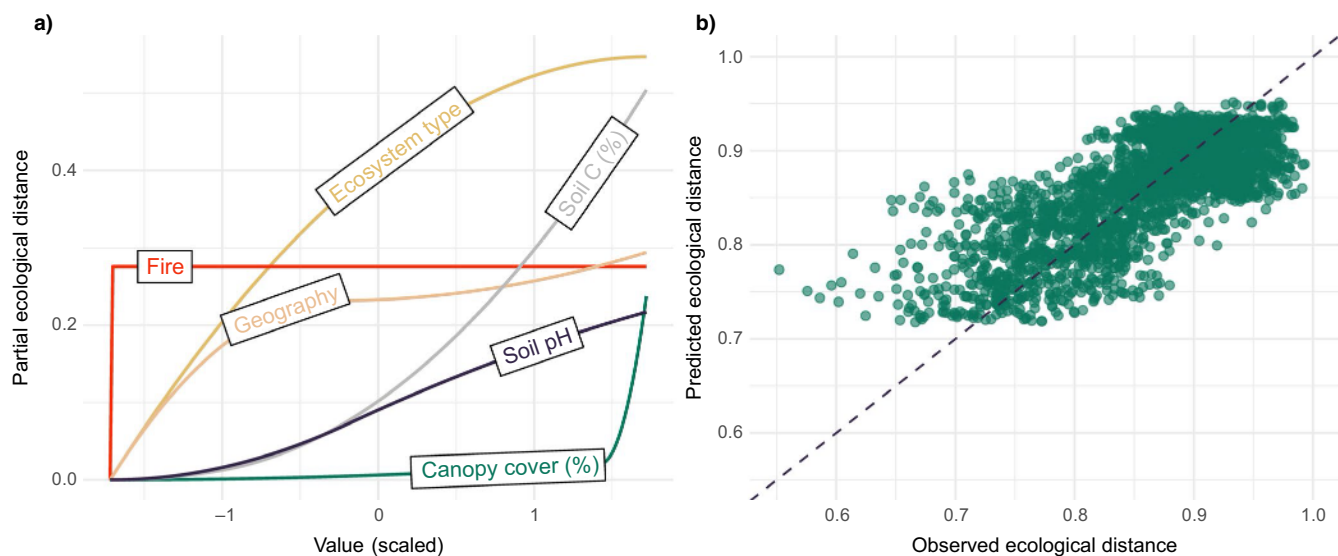 a)
Partial ecological distance
0.4
0.2
0.0
Ecosystem type
Soil C (%)
Fire
Geography
Soil pH
Canopy cover (%)
–1
0
1
Value (scaled)
b)
Predicted ecological distance
1.0
0.9
0.8
0.7
0.6
0.6
0.7
0.8
0.9
1.0
Observed ecological distance